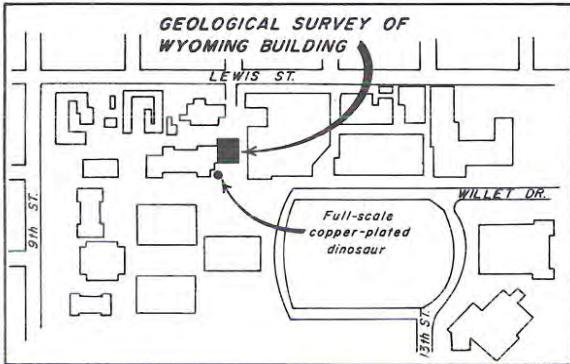 GEOLOGICAL SURVEY OF
WYOMING BUILDING
LEWIS ST.
WILLET DR.
9th ST.
Full-scale
copper-plated
dinosaur
13th ST.